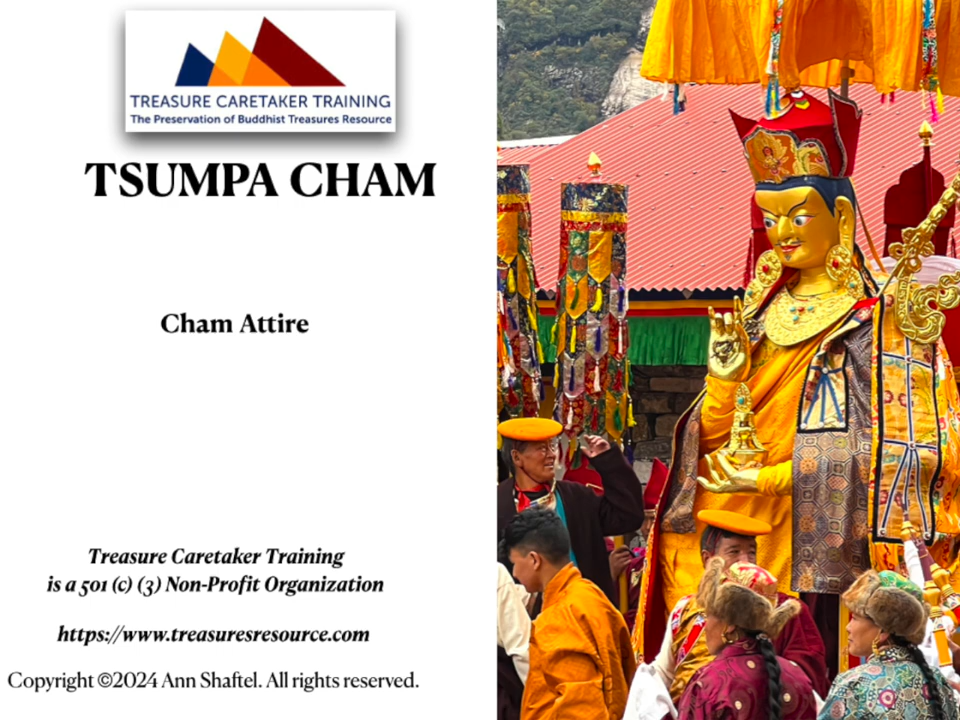 TREASURE CARETAKER TRAINING
The Preservation of Buddhist Treasures Resource
TSUMPA CHAM
Cham Attire
Treasure Caretaker Training
is a 501 (c) (3) Non-Profit Organization
https://www.treasuresresource.com
Copyright ©2024 Ann Shaftel. All rights reserved.